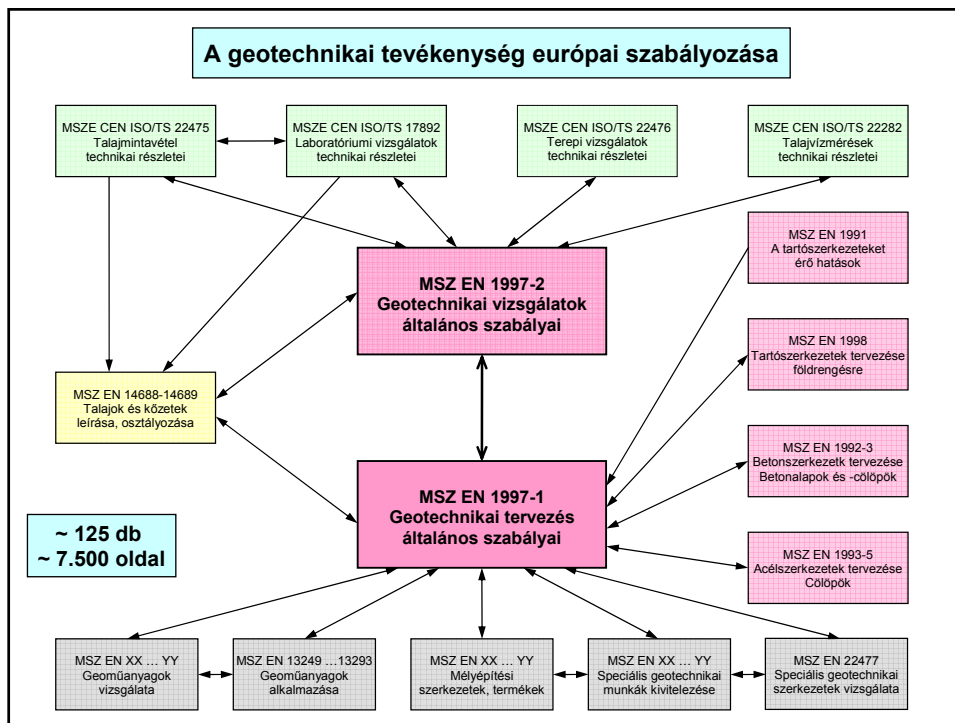 A geotechnikai tevékenység európai szabályozása
MSZE CEN ISO/TS 22475
Talajmintavétel
technikai részletei
MSZE CEN ISO/TS 17892
Laboratóriumi vizsgálatok
technikai részletei
MSZE CEN ISO/TS 22476
Terepi vizsgálatok
technikai részletei
MSZE CEN ISO/TS 22282
Talajvízmérések
technikai részletei
MSZ EN 1991
A tartószerkezeteket
érő hatások
MSZ EN 1997-2
Geotechnikai vizsgálatok
általános szabályai
MSZ EN 1998
Tartószerkezetek tervezése
földrengésre
MSZ EN 14688-14689
Talajok és kőzetek
leírása, osztályozása
MSZ EN 1992-3
Betonszerkezetk tervezése
Betonalapok és -cölöpök
MSZ EN 1997-1
Geotechnikai tervezés
általános szabályai
~ 125 db
~ 7.500 oldal
MSZ EN 1993-5
Acélszerkezetek tervezése
Cölöpök
MSZ EN XX ... YY
Geoműanyagok
vizsgálata
MSZ EN 13249 ...13293
Geoműanyagok
alkalmazása
MSZ EN XX ... YY
Mélyépítési
szerkezetek, termékek
MSZ EN XX ... YY
Speciális geotechnikai
munkák kivitelezése
MSZ EN 22477
Speciális geotechnikai
szerkezetek vizsgálata